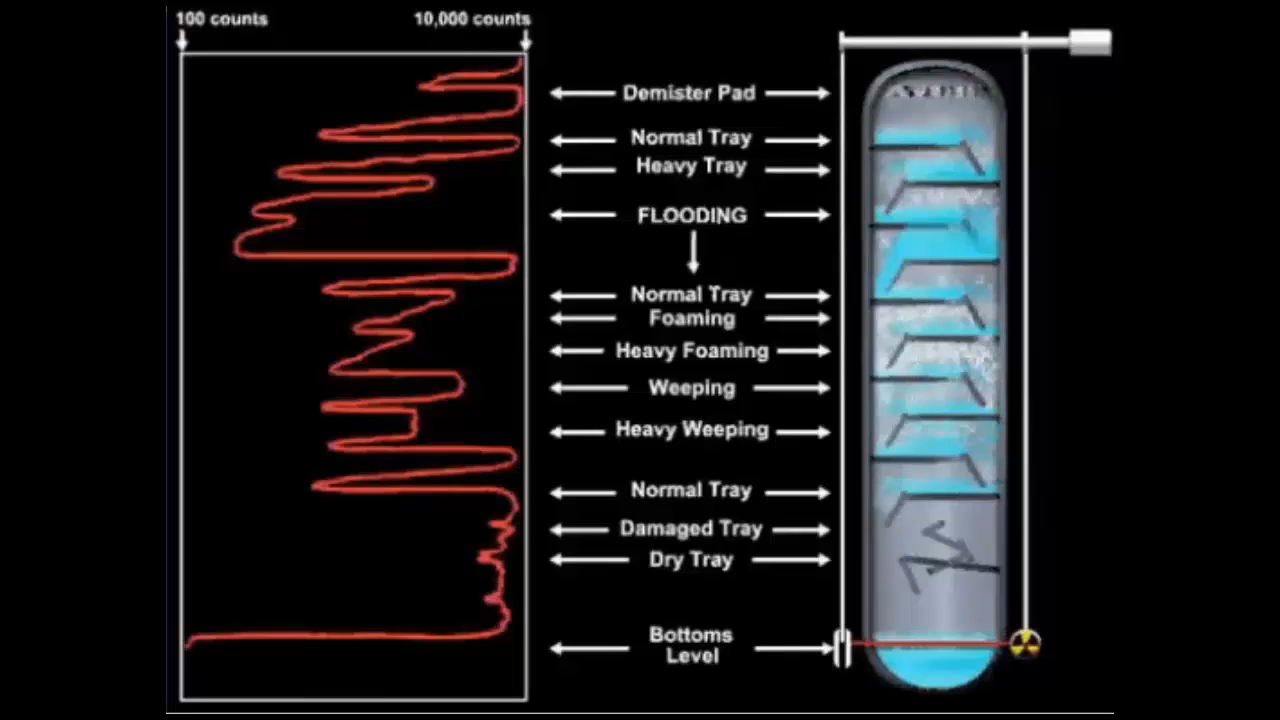 100 counts
10,000 counts
Demister Pad
Normal Tray
Heavy Tray
FLOODING
Normal Tray
Foaming
Heavy Foaming
Weeping
Heavy Weeping
Normal Tray
Damaged Tray
Dry Tray
Bottoms
Level